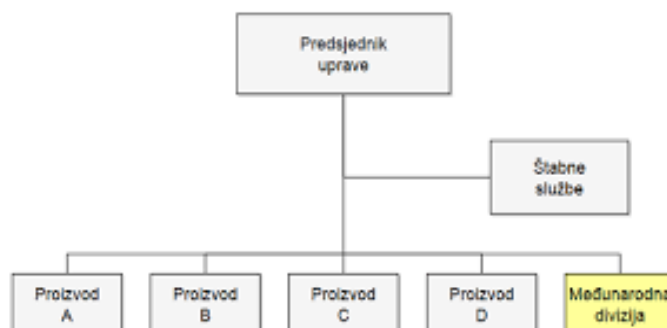 Predsjednik
uprave
Štabne
službe
Proizvod
A
Proizvod
B
Proizvod
C
Proizvod
D
Međunarodna
divizija